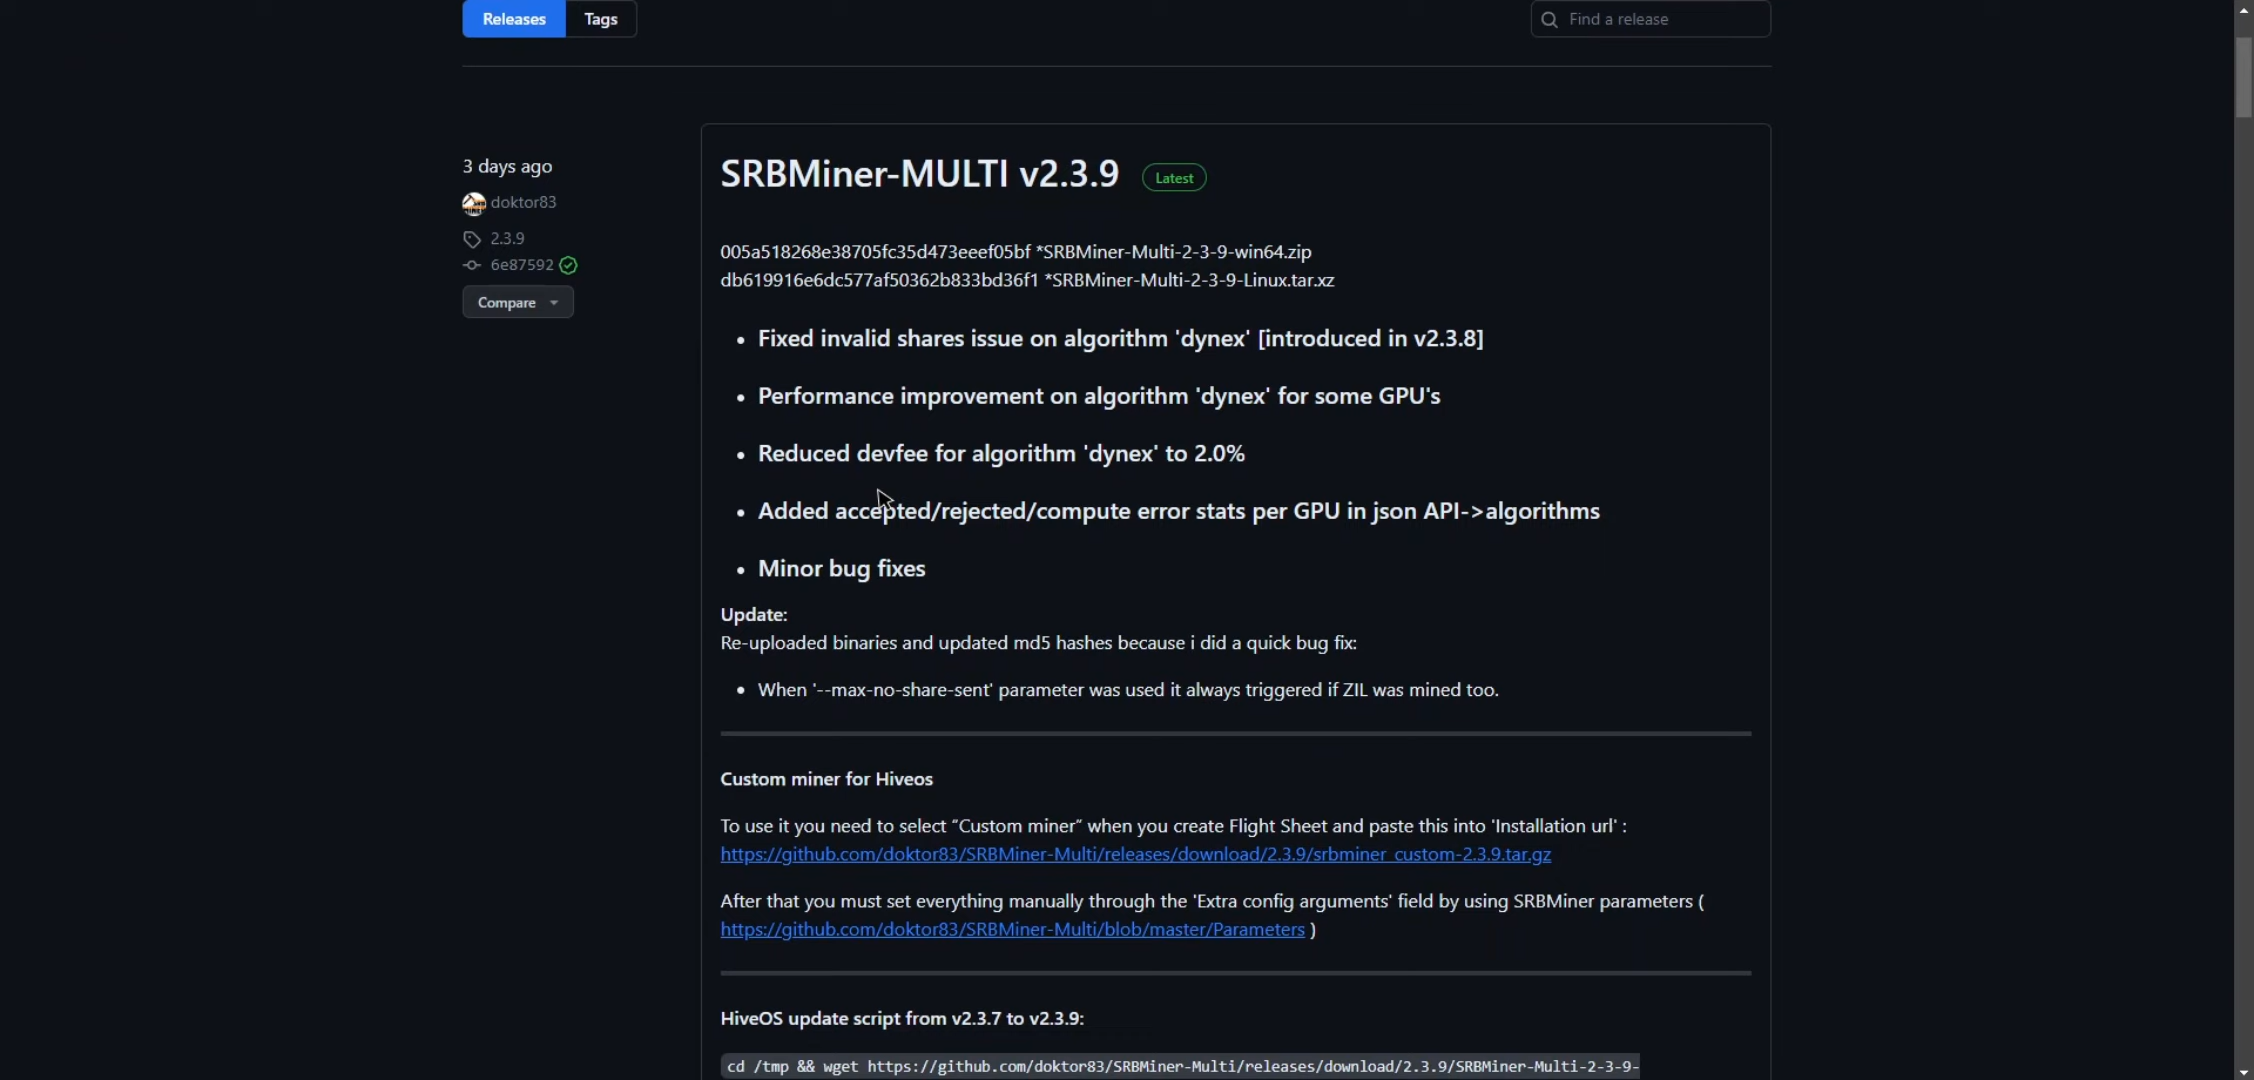 Releases Tags Find a release
3 days ago
doktor83
2.3.9
6e87592
Compare
SRBMiner-MULTI v2.3.9 Latest
005a518268e38705fc35d473eeef05bf *SRBMiner-Multi-2-3-9-win64.zip
db619916e6dc577af50362b833bd36f1 *SRBMiner-Multi-2-3-9-Linux.tar.xz
• Fixed invalid shares issue on algorithm 'dynex' [introduced in v2.3.8]
• Performance improvement on algorithm 'dynex' for some GPU's
• Reduced devfee for algorithm 'dynex' to 2.0%
• Added accepted/rejected/compute error stats per GPU in json API->algorithms
• Minor bug fixes
Update:
Re-uploaded binaries and updated md5 hashes because i did a quick bug fix:
• When '--max-no-share-sent' parameter was used it always triggered if ZIL was mined too.
Custom miner for Hiveos
To use it you need to select "Custom miner" when you create Flight Sheet and paste this into 'Installation url' :
https://github.com/doktor83/SRBMiner-Multi/releases/download/2.3.9/srbminer_custom-2.3.9.tar.gz
After that you must set everything manually through the 'Extra config arguments' field by using SRBMiner parameters (
https://github.com/doktor83/SRBMiner-Multi/blob/master/Parameters )
HiveOS update script from v2.3.7 to v2.3.9:
cd /tmp && wget https://github.com/doktor83/SRBMiner-Multi/releases/download/2.3.9/SRBMiner-Multi-2-3-9-